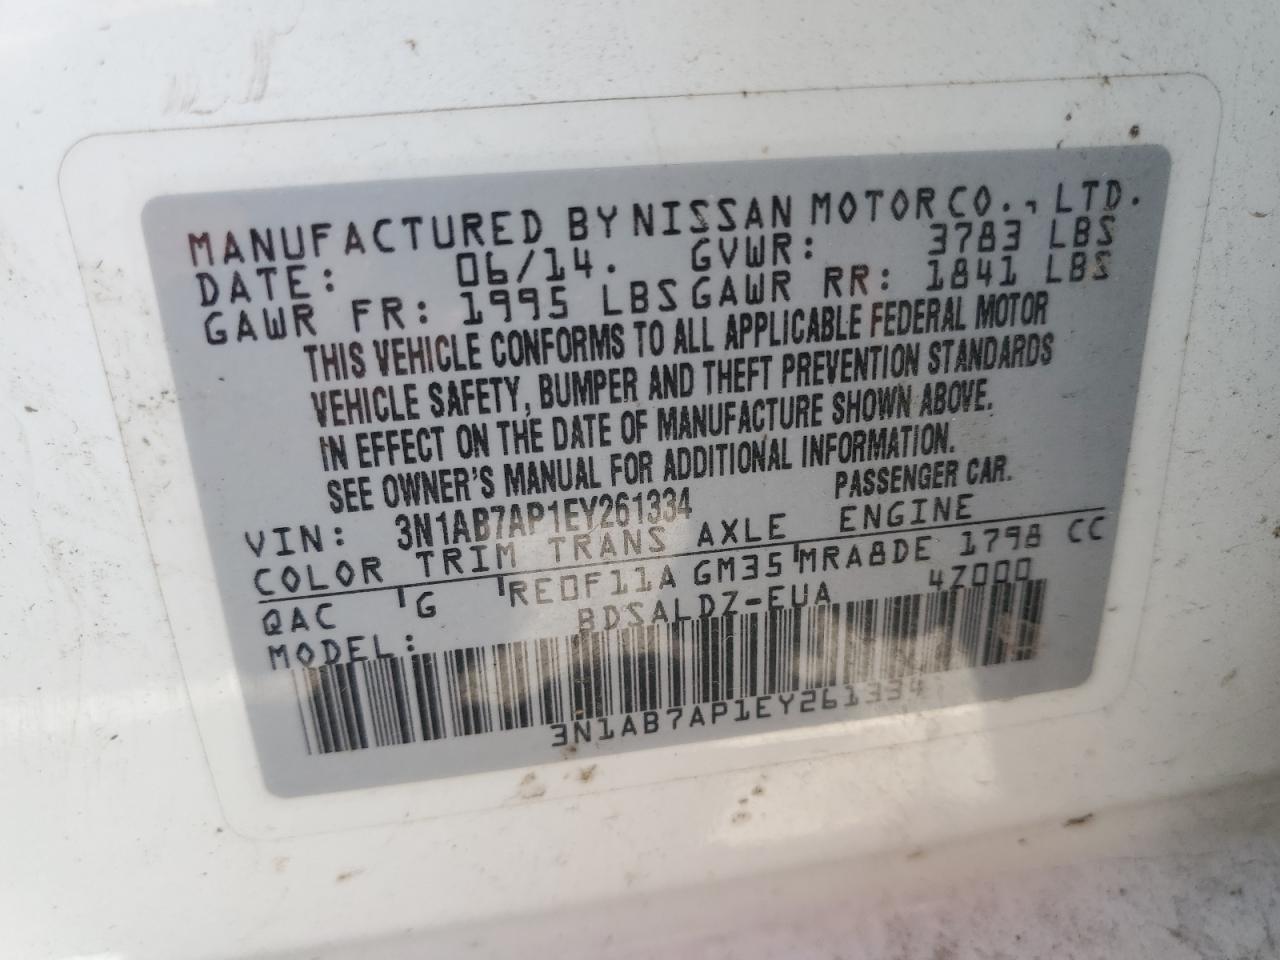 MANUFACTURED BY NISSAN MOTOR CO., LTD.
DATE: 06/14. GVWR: 3783 LBS
GAWR FR: 1995 LBS GAWR RR: 1841 LBS
THIS VEHICLE CONFORMS TO ALL APPLICABLE FEDERAL MOTOR
VEHICLE SAFETY, BUMPER AND THEFT PREVENTION STANDARDS
IN EFFECT ON THE DATE OF MANUFACTURE SHOWN ABOVE.
SEE OWNER'S MANUAL FOR ADDITIONAL INFORMATION.
VIN: 3N1AB7AP1EY261334 PASSENGER CAR.
COLOR TRIM TRANS AXLE ENGINE
QAC G RE0F11A GM35 MRA8DE 1798 CC
MODEL: BDSALDZ-EUA 4Z000
3N1AB7AP1EY261334